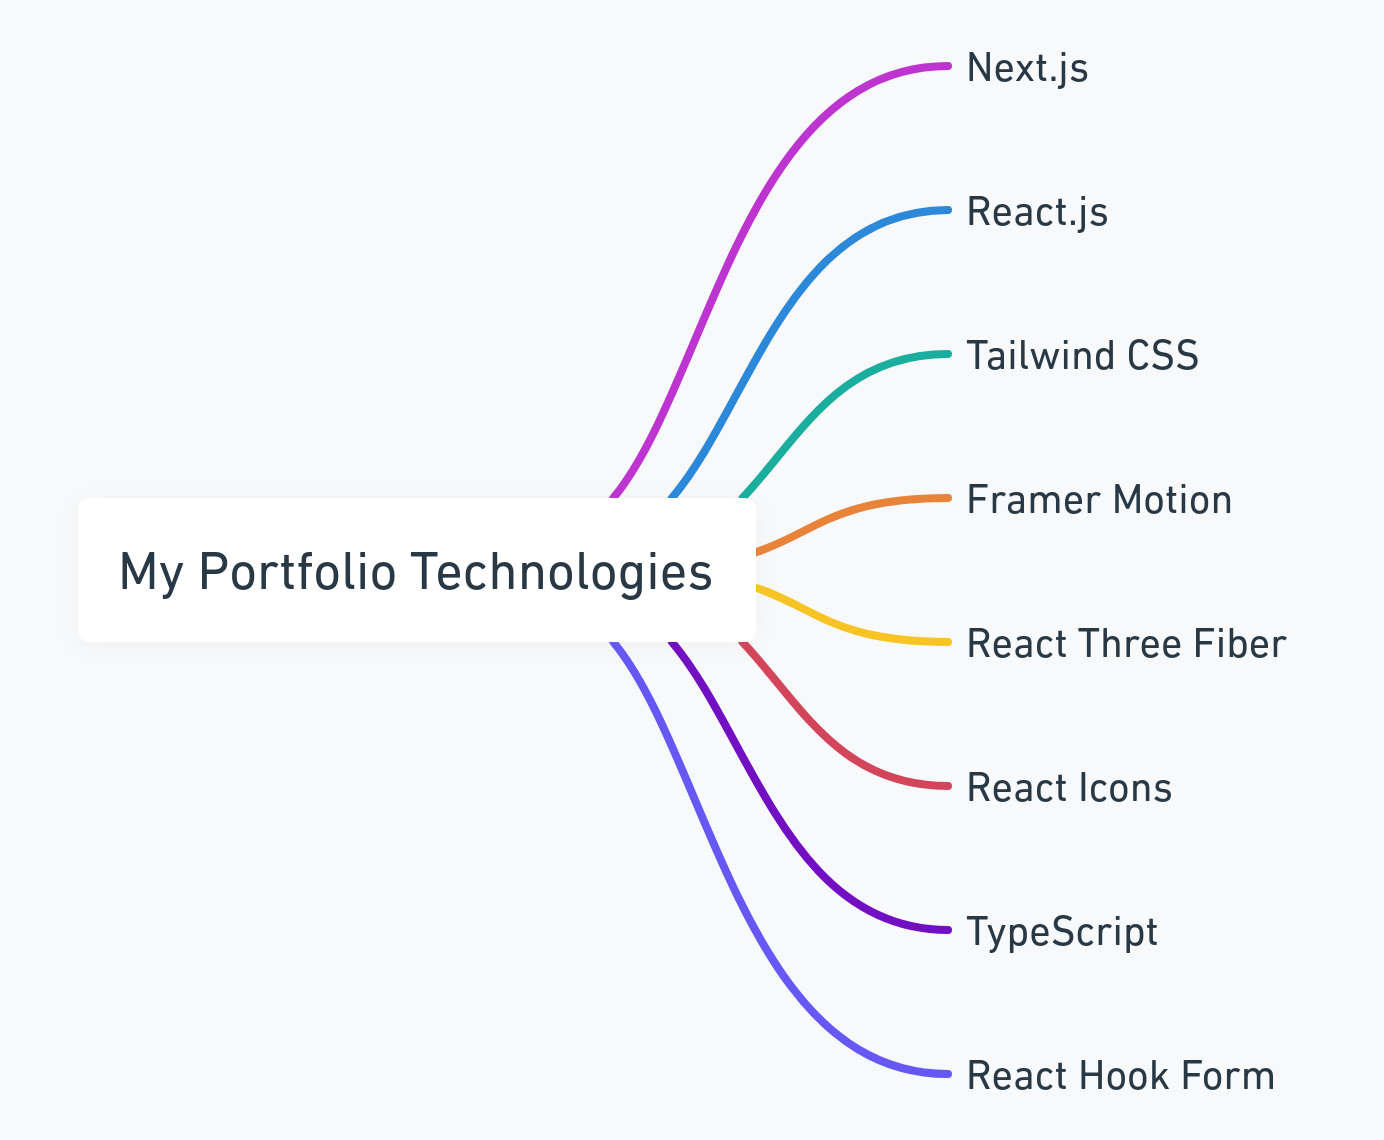 Next.js
React.js
Tailwind CSS
Framer Motion
My Portfolio Technologies
React Three Fiber
React Icons
TypeScript
React Hook Form